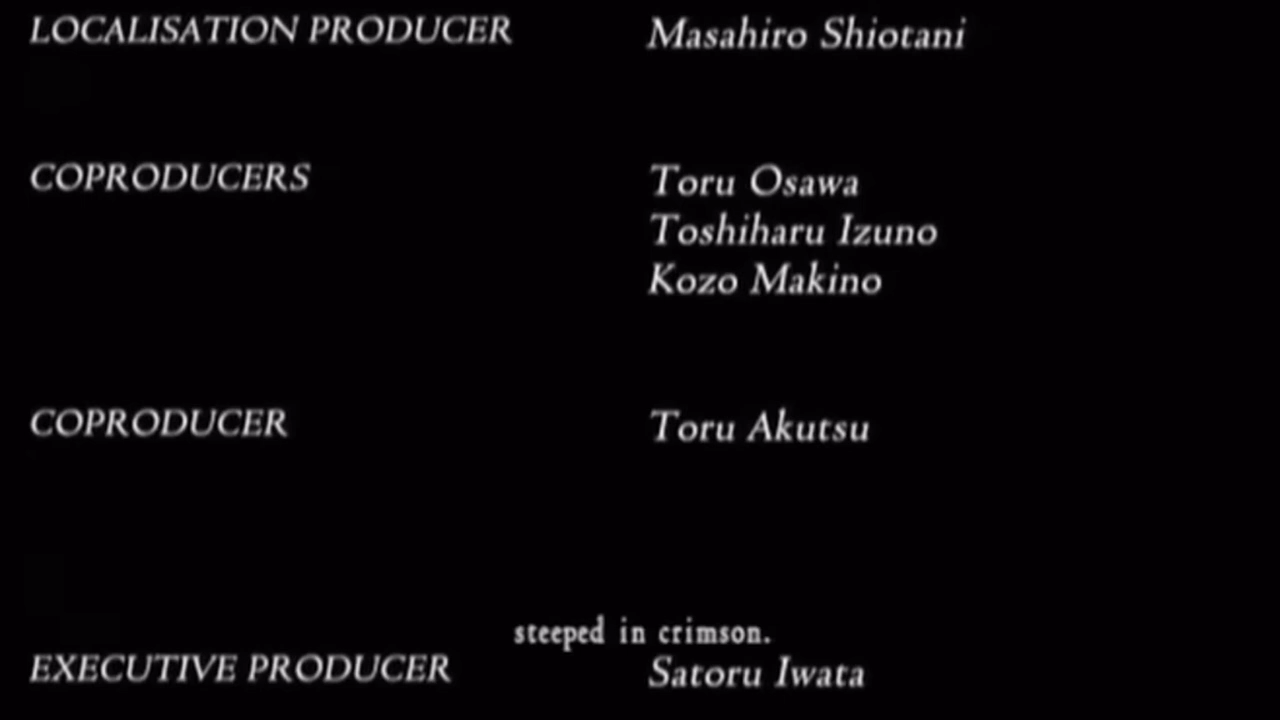 LOCALISATION PRODUCER Masahiro Shiotani
COPRODUCERS Toru Osawa
Toshiharu Izuno
Kozo Makino
COPRODUCER Toru Akutsu
steeped in crimson.
EXECUTIVE PRODUCER Satoru Iwata